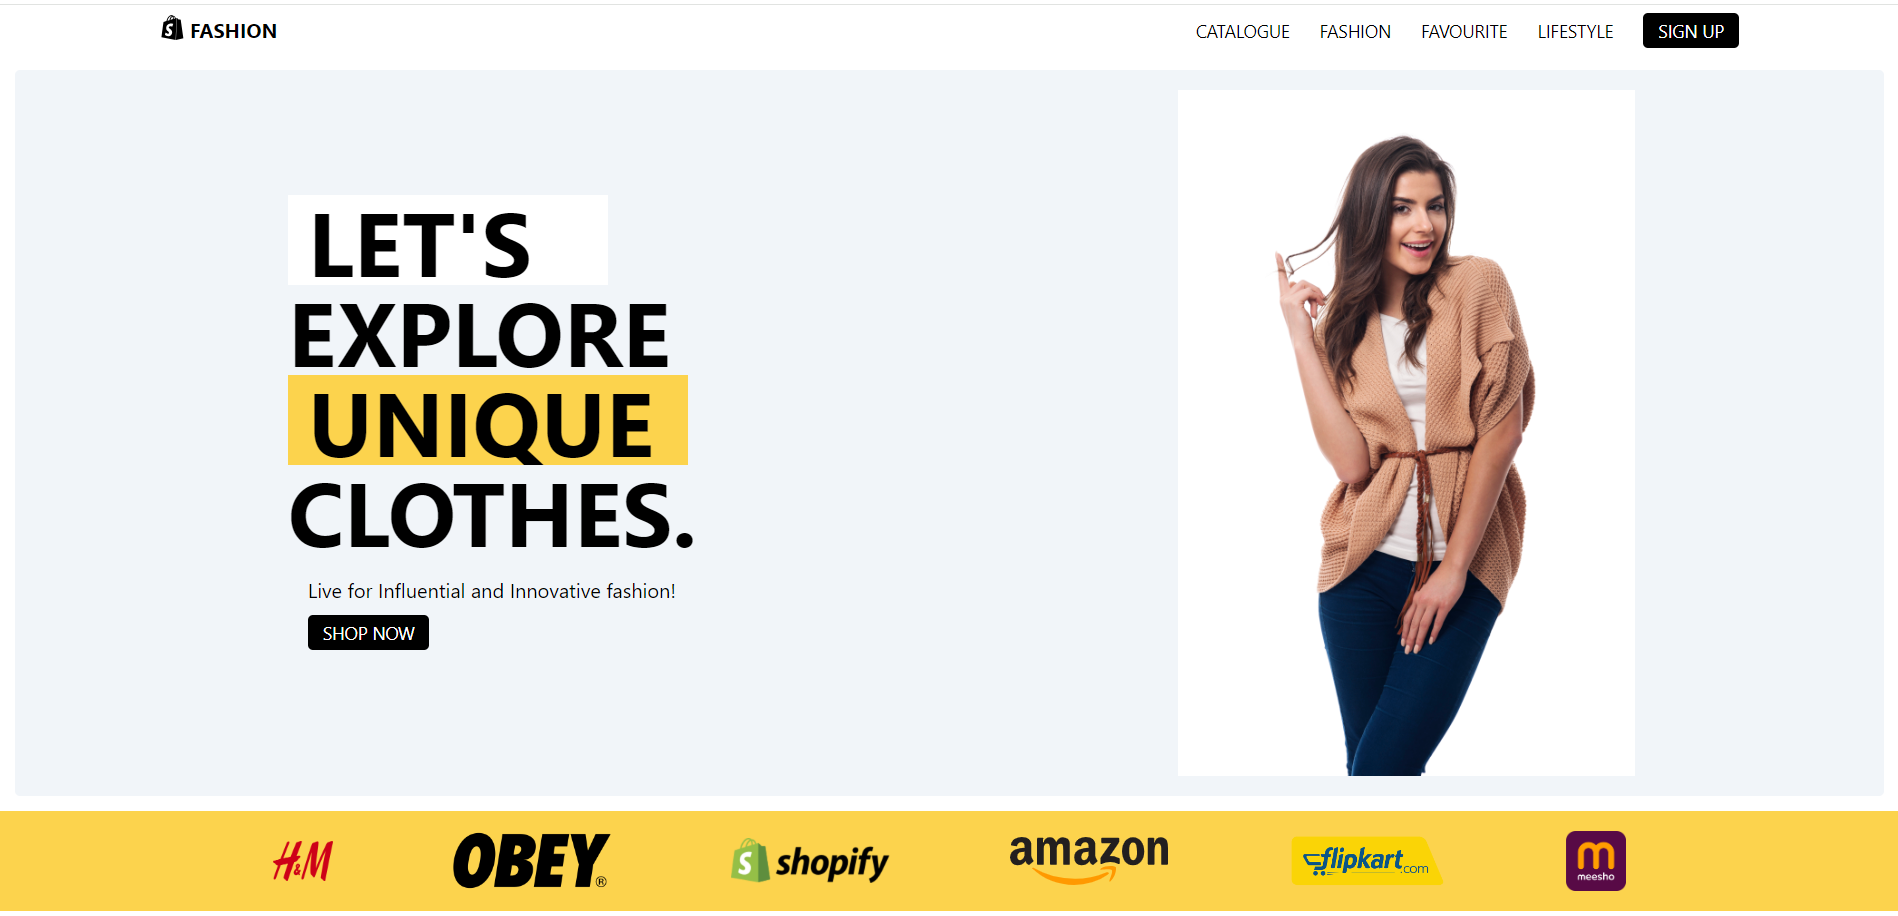 FASHION
CATALOGUE FASHION FAVOURITE LIFESTYLE SIGN UP
LET'S
EXPLORE
UNIQUE
CLOTHES.
Live for Influential and Innovative fashion!
SHOP NOW
H&M OBEY® shopify amazon flipkart.com meesho